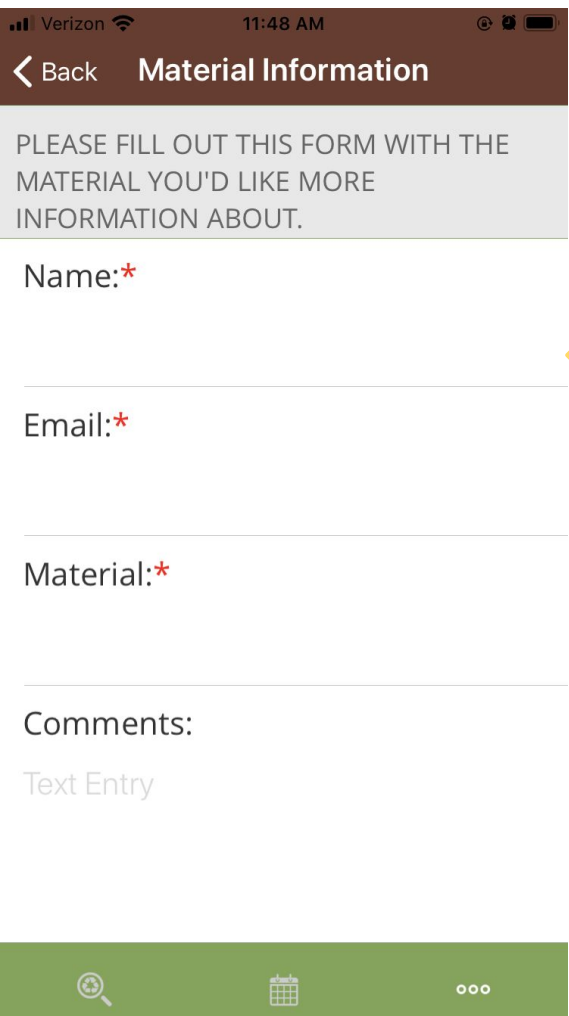 Verizon 11:48 AM
Back Material Information
PLEASE FILL OUT THIS FORM WITH THE
MATERIAL YOU'D LIKE MORE
INFORMATION ABOUT.
Name:*
Email:*
Material:*
Comments:
Text Entry